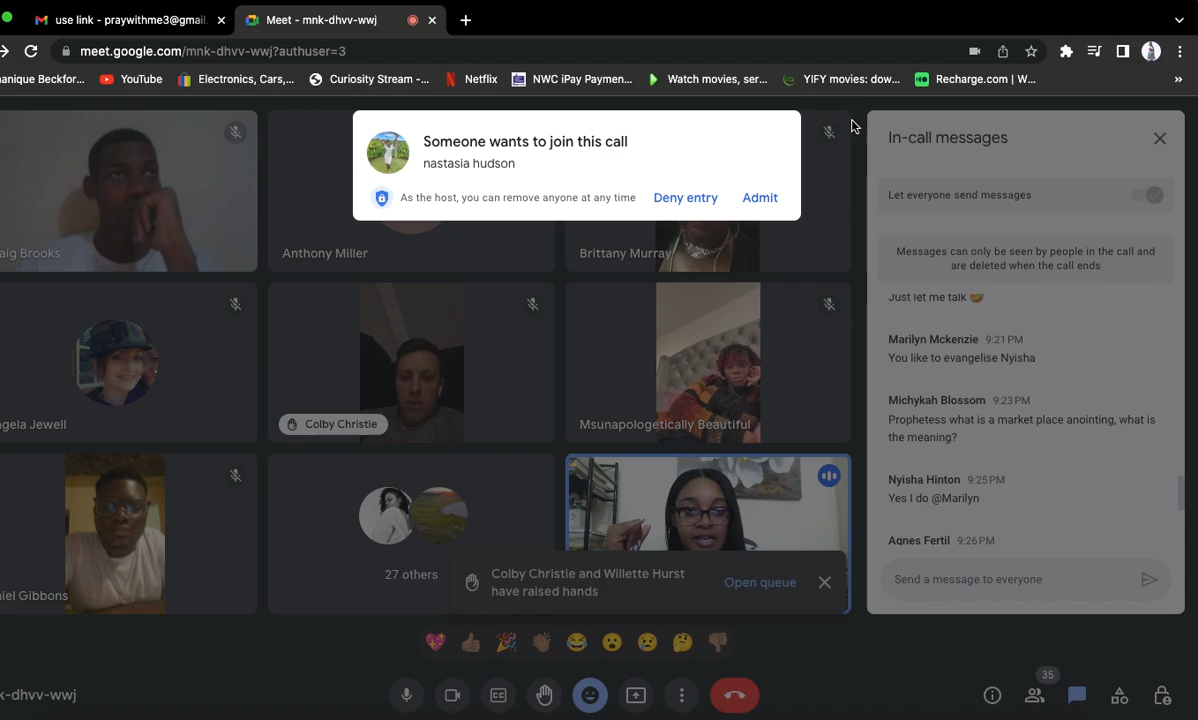 use link - praywithme3@gmail.
Meet - mnk-dhvv-wwj
meet.google.com/mnk-dhvv-wwj?authuser=3
anique Beckfor...
YouTube
Electronics, Cars,...
Curiosity Stream -...
Netflix
NWC iPay Paymen...
Watch movies, ser...
YIFY movies: dow...
Recharge.com | W...
»
Someone wants to join this call
nastasia hudson
As the host, you can remove anyone at any time
Deny entry
Admit
aig Brooks
Anthony Miller
Brittany Murray
ngela Jewell
Colby Christie
Msunapologetically Beautiful
niel Gibbons
27 others
Colby Christie and Willette Hurst
have raised hands
Open queue
In-call messages
Let everyone send messages
Messages can only be seen by people in the call and
are deleted when the call ends
Just let me talk 🥰
Marilyn Mckenzie 9:21 PM
You like to evangelise Nyisha
Michykah Blossom 9:23 PM
Prophetess what is a market place anointing, what is
the meaning?
Nyisha Hinton 9:25 PM
Yes I do @Marilyn
Agnes Fertil 9:26 PM
Send a message to everyone
k-dhvv-wwj
35